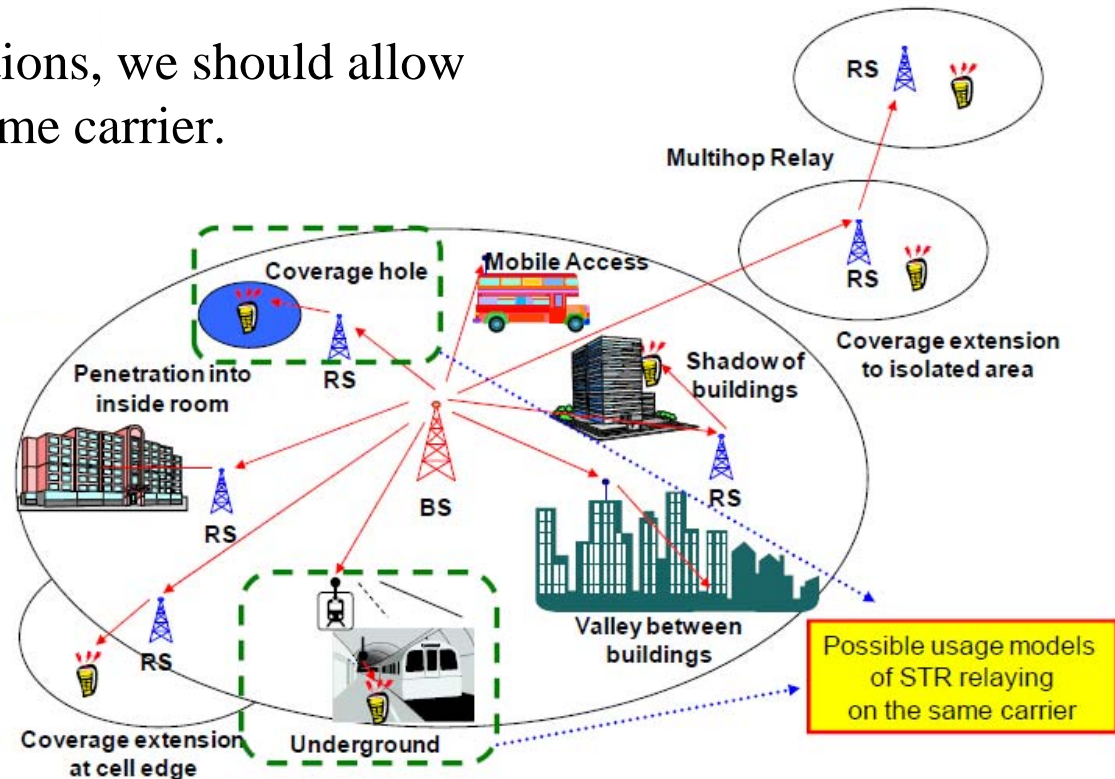 tions, we should allow
me carrier.
RS
Multihop Relay
RS
Coverage extension
to isolated area
Coverage hole
Mobile Access
RS
Penetration into
inside room
Shadow of
buildings
RS
BS
RS
Valley between
buildings
RS
Possible usage models
of STR relaying
on the same carrier
Coverage extension
at cell edge
Underground